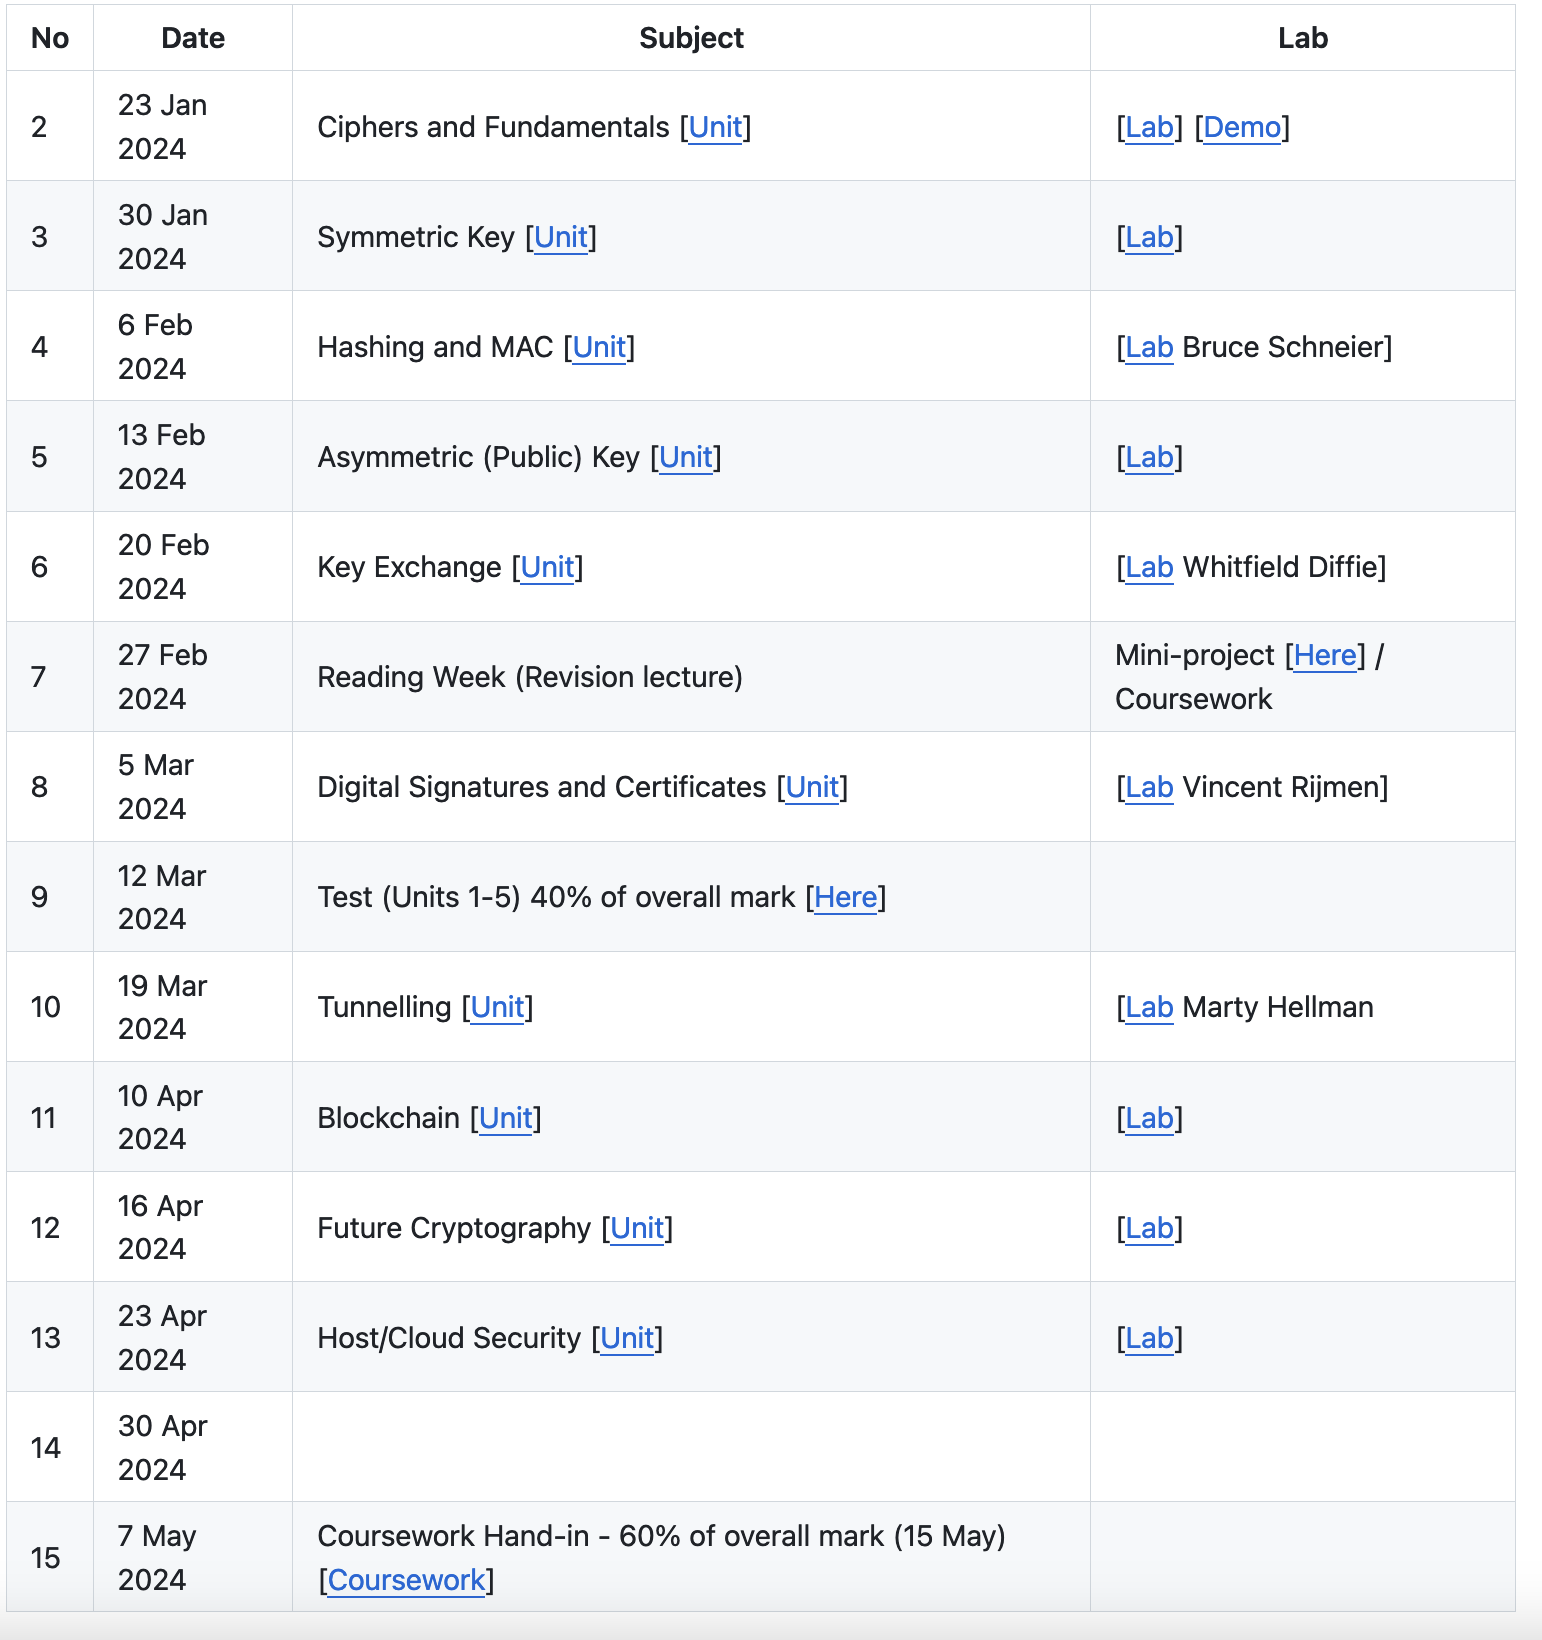 No Date Subject Lab
2 23 Jan 2024 Ciphers and Fundamentals [Unit] [Lab] [Demo]
3 30 Jan 2024 Symmetric Key [Unit] [Lab]
4 6 Feb 2024 Hashing and MAC [Unit] [Lab Bruce Schneier]
5 13 Feb 2024 Asymmetric (Public) Key [Unit] [Lab]
6 20 Feb 2024 Key Exchange [Unit] [Lab Whitfield Diffie]
7 27 Feb 2024 Reading Week (Revision lecture) Mini-project [Here] / Coursework
8 5 Mar 2024 Digital Signatures and Certificates [Unit] [Lab Vincent Rijmen]
9 12 Mar 2024 Test (Units 1-5) 40% of overall mark [Here]
10 19 Mar 2024 Tunnelling [Unit] [Lab Marty Hellman
11 10 Apr 2024 Blockchain [Unit] [Lab]
12 16 Apr 2024 Future Cryptography [Unit] [Lab]
13 23 Apr 2024 Host/Cloud Security [Unit] [Lab]
14 30 Apr 2024
15 7 May 2024 Coursework Hand-in - 60% of overall mark (15 May) [Coursework]